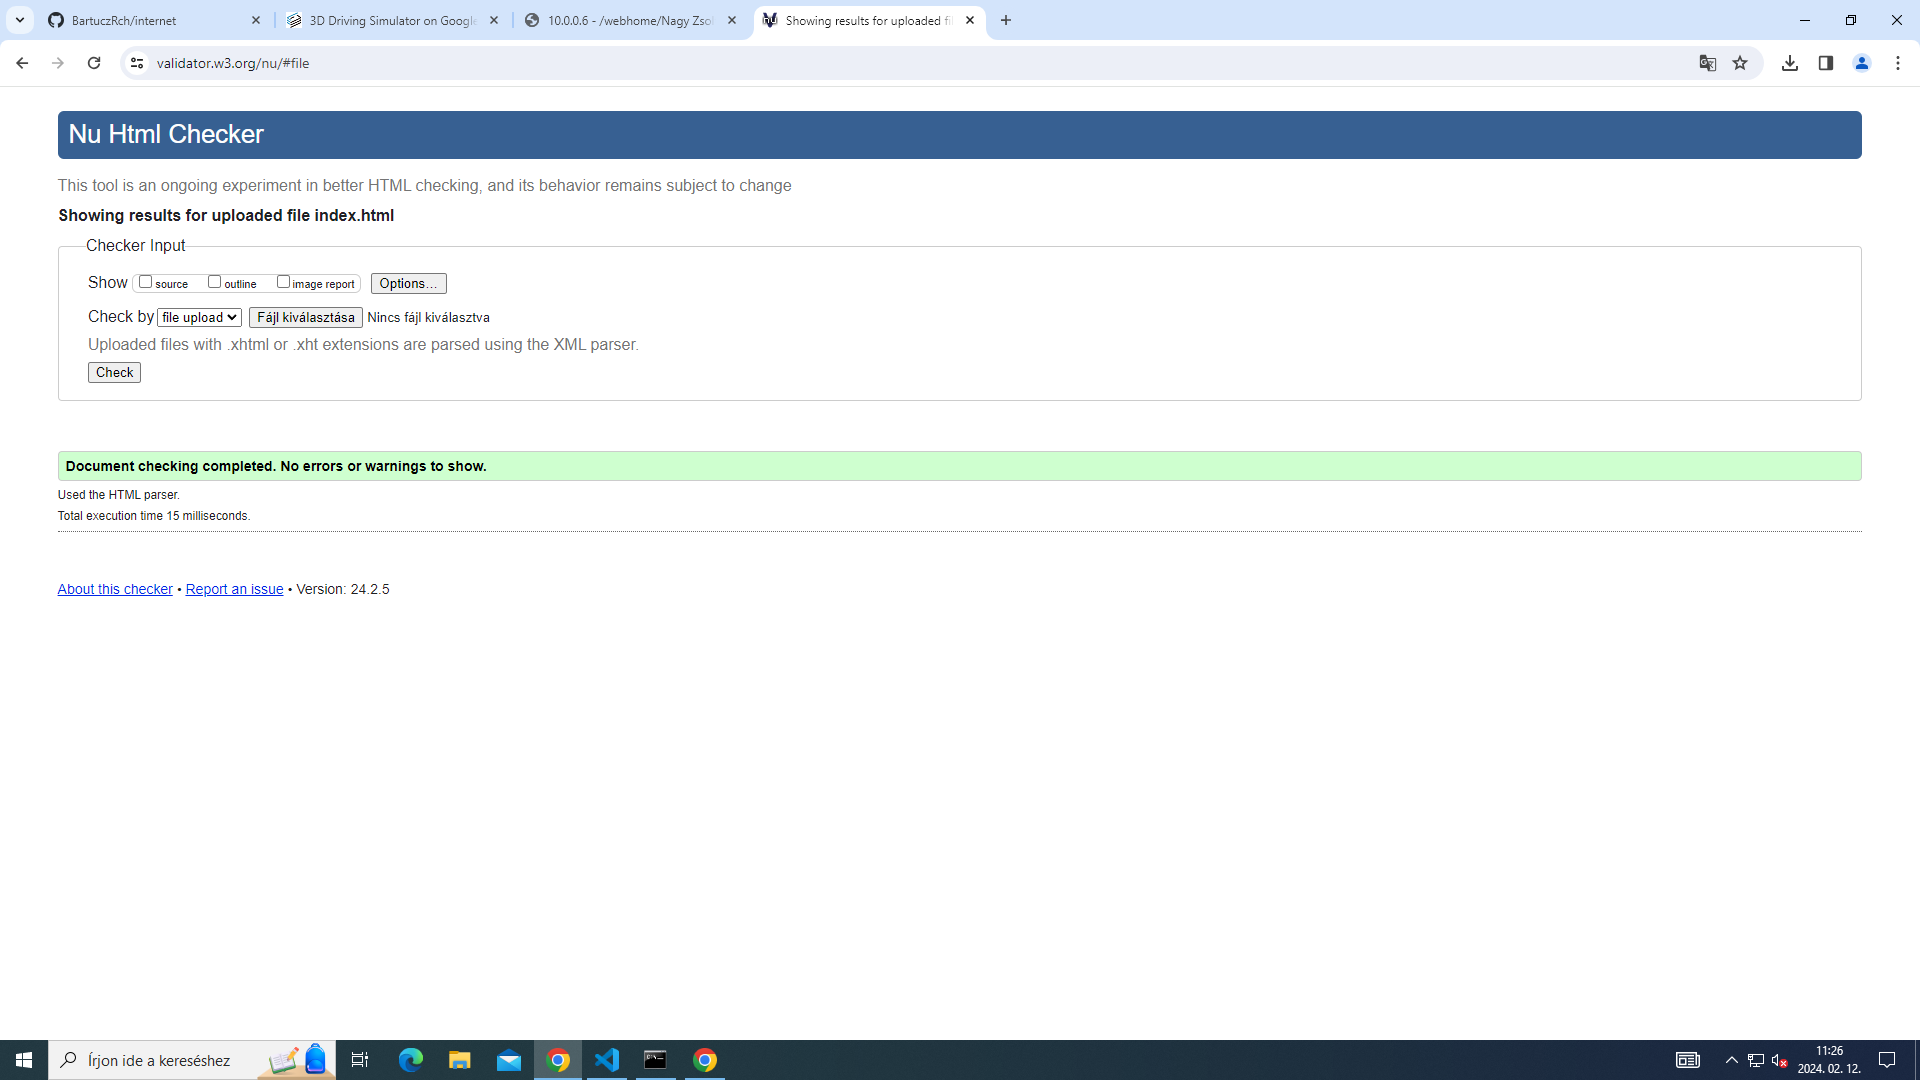 BartuczRch/internet
3D Driving Simulator on Google
10.0.0.6 - /webhome/Nagy Zsol
Showing results for uploaded fi
validator.w3.org/nu/#file
Nu Html Checker
This tool is an ongoing experiment in better HTML checking, and its behavior remains subject to change
Showing results for uploaded file index.html
Checker Input
Show source outline image report Options...
Check by file upload Fájl kiválasztása Nincs fájl kiválasztva
Uploaded files with .xhtml or .xht extensions are parsed using the XML parser.
Check
Document checking completed. No errors or warnings to show.
Used the HTML parser.
Total execution time 15 milliseconds.
About this checker • Report an issue • Version: 24.2.5
Írjon ide a kereséshez
11:26
2024. 02. 12.